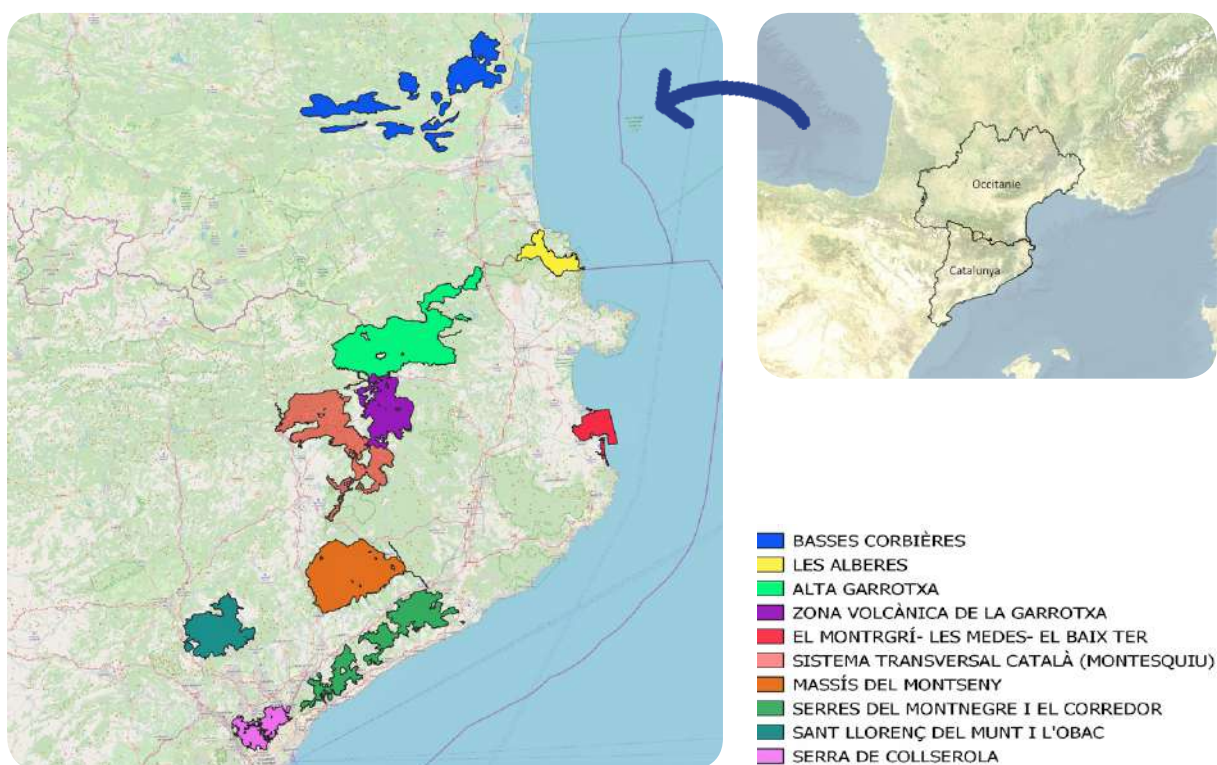 Occitanie
Catalunya
BASSES CORBIÈRES
LES ALBERES
ALTA GARROTXA
ZONA VOLCÀNICA DE LA GARROTXA
EL MONTRGRÍ- LES MEDES- EL BAIX TER
SISTEMA TRANSVERSAL CATALÀ (MONTESQUIU)
MASSÍS DEL MONTSENY
SERRES DEL MONTNEGRE I EL CORREDOR
SANT LLORENÇ DEL MUNT I L'OBAC
SERRA DE COLLSEROLA